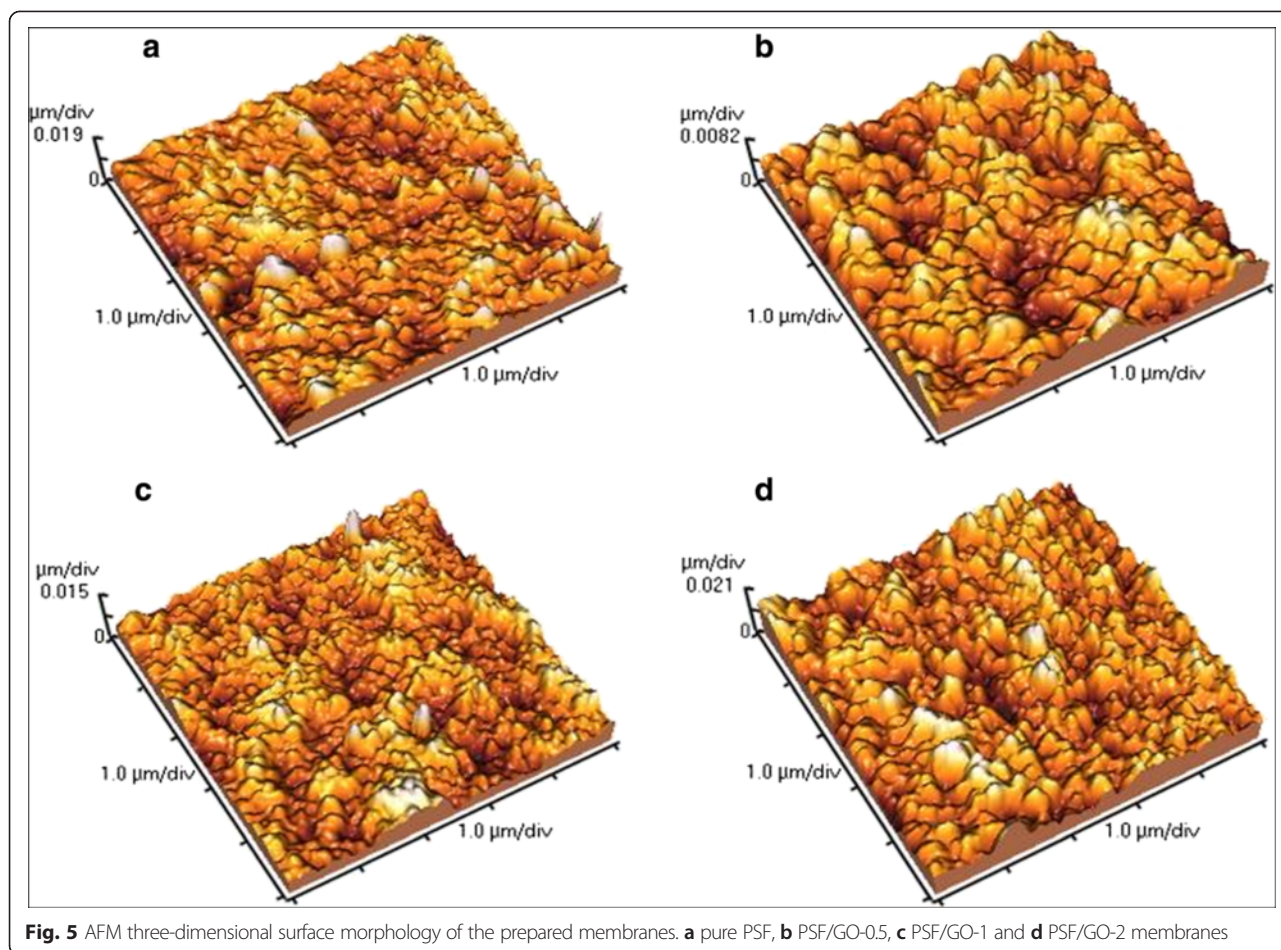 a
µm/div
0.019
0
1.0 µm/div
1.0 µm/div
b
µm/div
0.0082
0
1.0 µm/div
1.0 µm/div
c
µm/div
0.015
0
1.0 µm/div
1.0 µm/div
d
µm/div
0.021
0
1.0 µm/div
1.0 µm/div
Fig. 5 AFM three-dimensional surface morphology of the prepared membranes. a pure PSF, b PSF/GO-0.5, c PSF/GO-1 and d PSF/GO-2 membranes